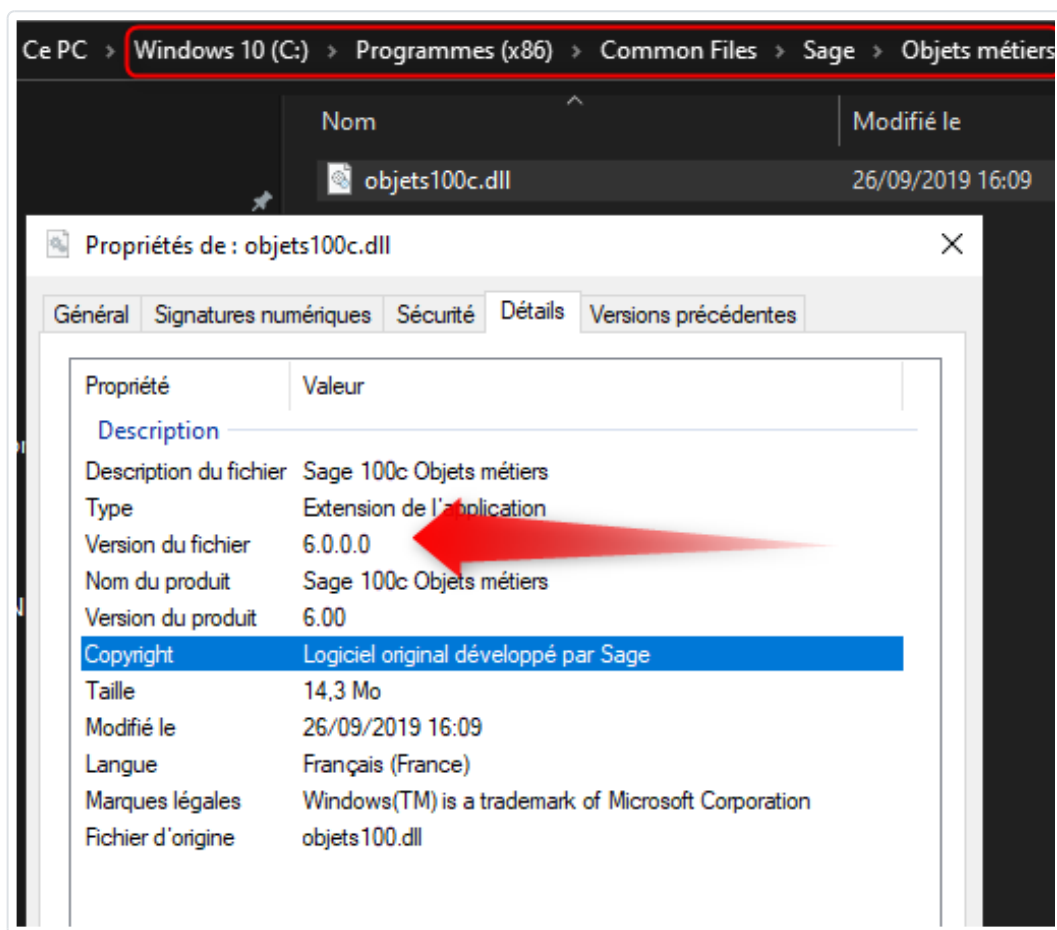 Ce PC > Windows 10 (C:) > Programmes (x86) > Common Files > Sage > Objets métiers
Nom Modifié le
objets100c.dll 26/09/2019 16:09
Propriétés de : objets100c.dll
Général Signatures numériques Sécurité Détails Versions précédentes
Propriété Valeur
Description
Description du fichier Sage 100c Objets métiers
Type Extension de l'application
Version du fichier 6.0.0.0
Nom du produit Sage 100c Objets métiers
Version du produit 6.00
Copyright Logiciel original développé par Sage
Taille 14,3 Mo
Modifié le 26/09/2019 16:09
Langue Français (France)
Marques légales Windows(TM) is a trademark of Microsoft Corporation
Fichier d'origine objets100.dll